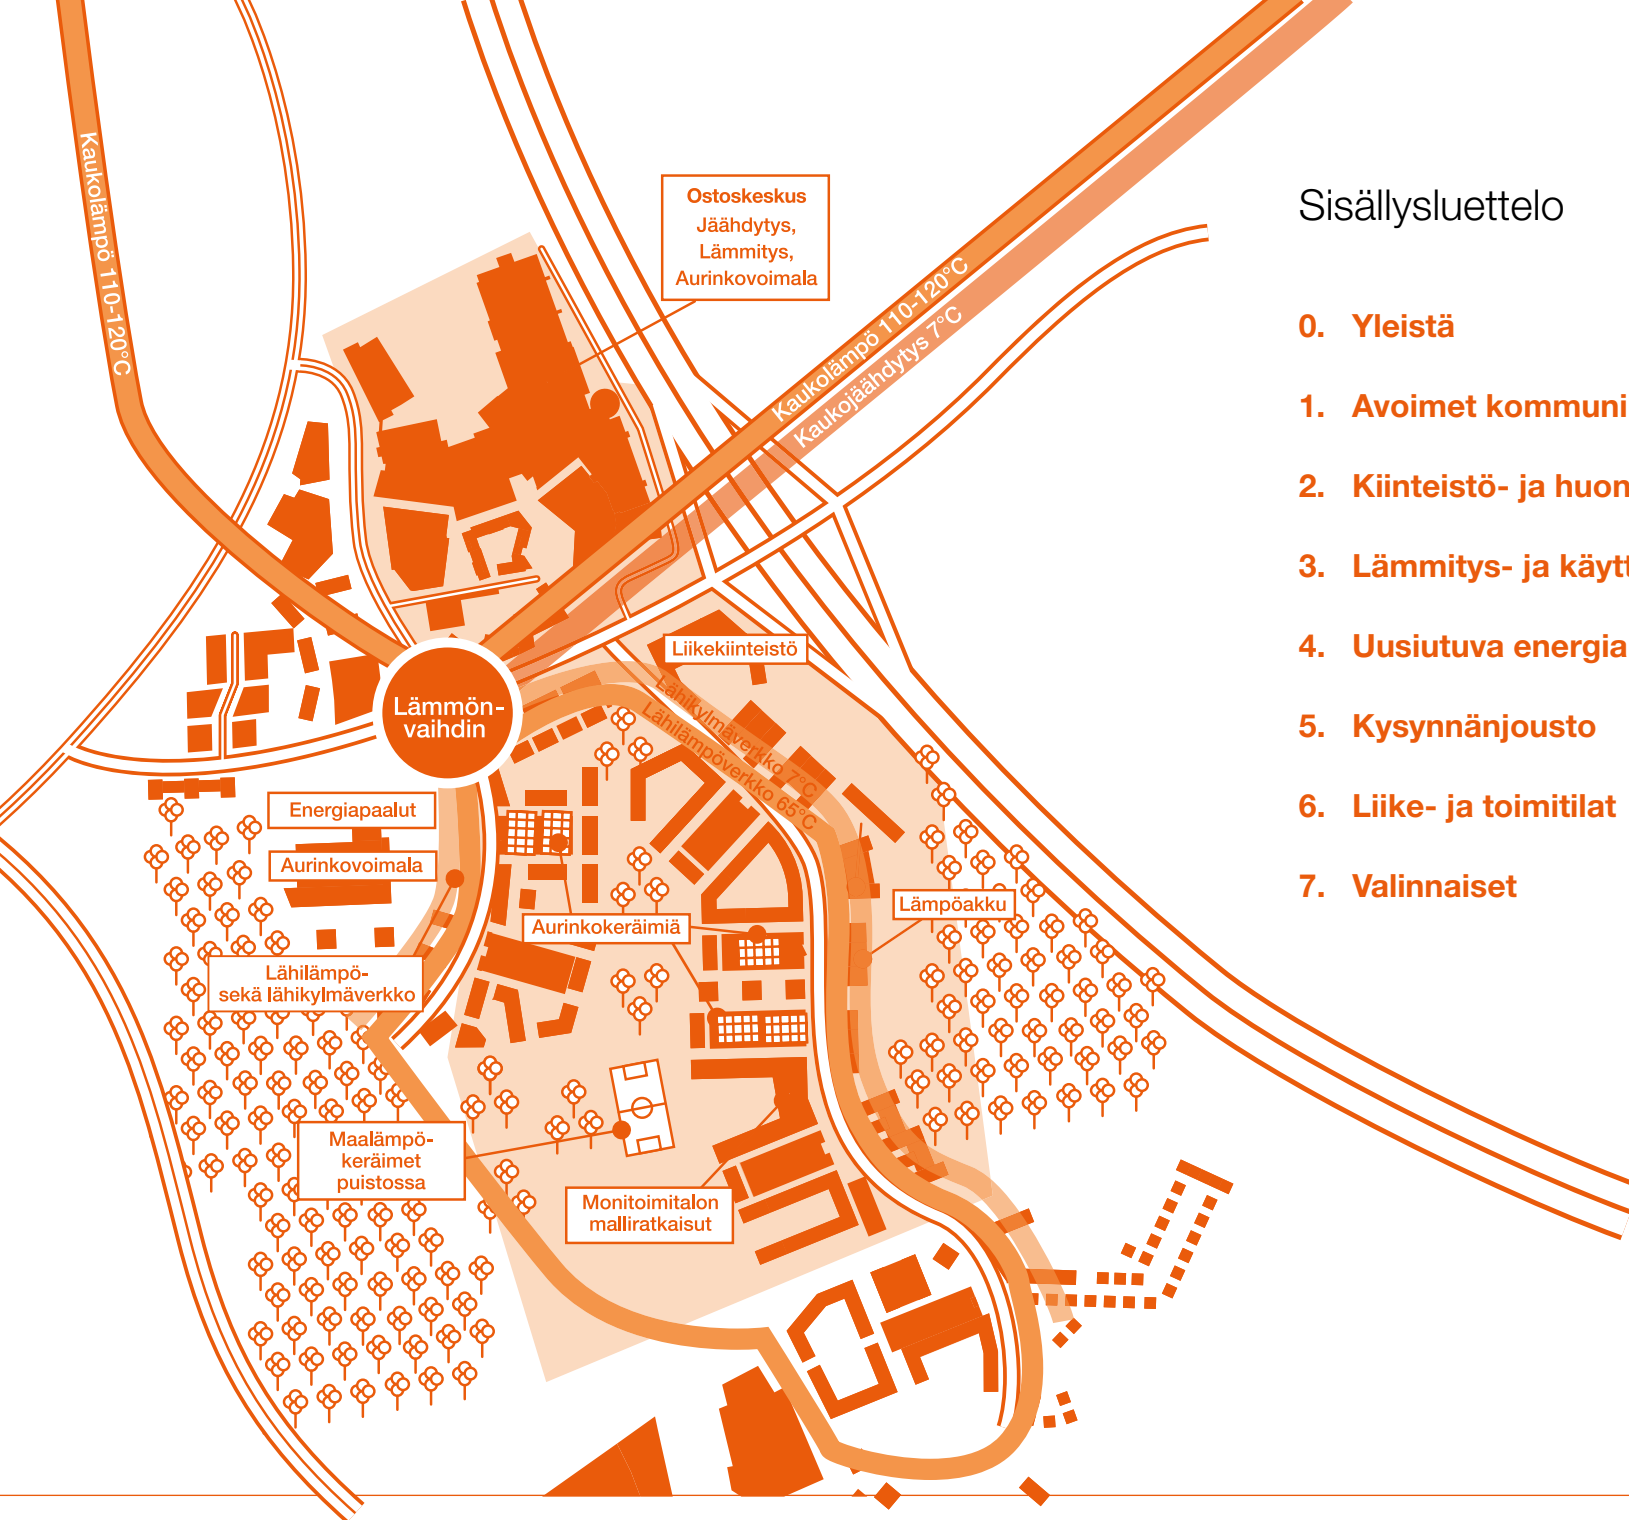 Kaukolämpö 110-120°C
Ostoskeskus
Jäähdytys,
Lämmitys,
Aurinkovoimala
Kaukolämpö 110-120°C
Kaukojäähdytys 7°C
Lämmön-
vaihdin
Liikekiinteistö
Lähikylmäverkko 7°C
Lähilämpöverkko 65°C
Energiapaalut
Aurinkovoimala
Lämpöakku
Aurinkokeräimiä
Lähilämpö-
sekä lähikylmäverkko
Maalämpö-
keräimet
puistossa
Monitoimitalon
malliratkaisut
Sisällysluettelo
0. Yleistä
1. Avoimet kommuni
2. Kiinteistö- ja huon
3. Lämmitys- ja käytt
4. Uusiutuva energia
5. Kysynnänjousto
6. Liike- ja toimitilat
7. Valinnaiset